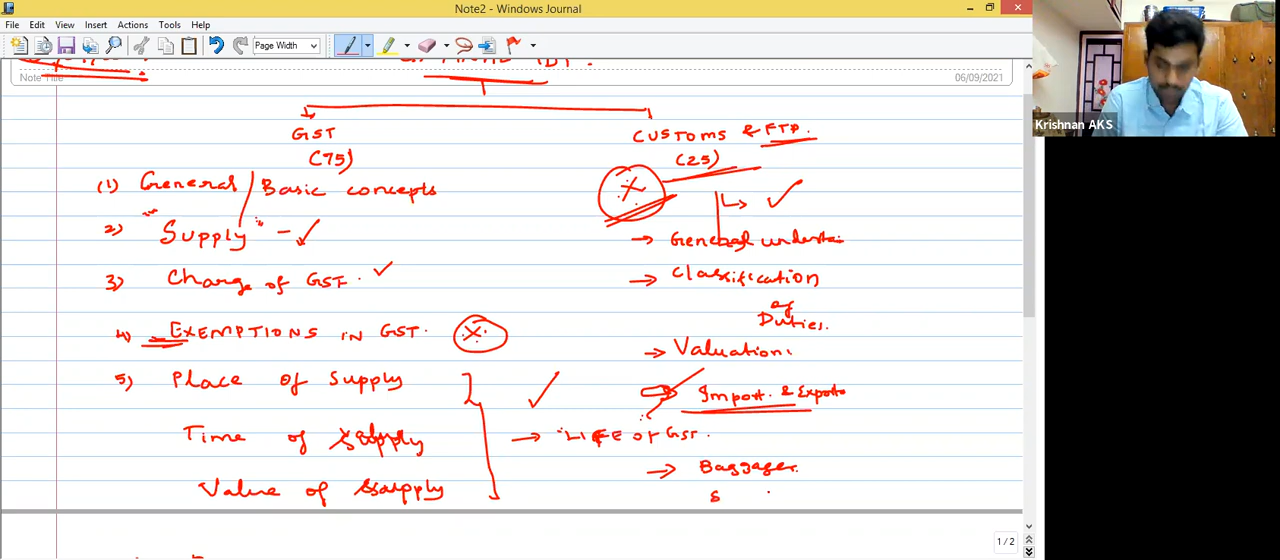 Note2 - Windows Journal
File Edit View Insert Actions Tools Help
Page Width
Note Title
06/09/2021
Krishnan AKS
GST
(75)
CUSTOMS & FTP.
(25)
(1) General / Basic concepts
2) "Supply" -
3) Charge of GST.
4) EXEMPTIONS IN GST.
5) Place of Supply
Time of supply
Value of supply
→ LIFE OF GST.
→ General understa
→ Classification
of
Duties.
→ Valuation.
Import & Exports
→ Baggages
S
1 / 2